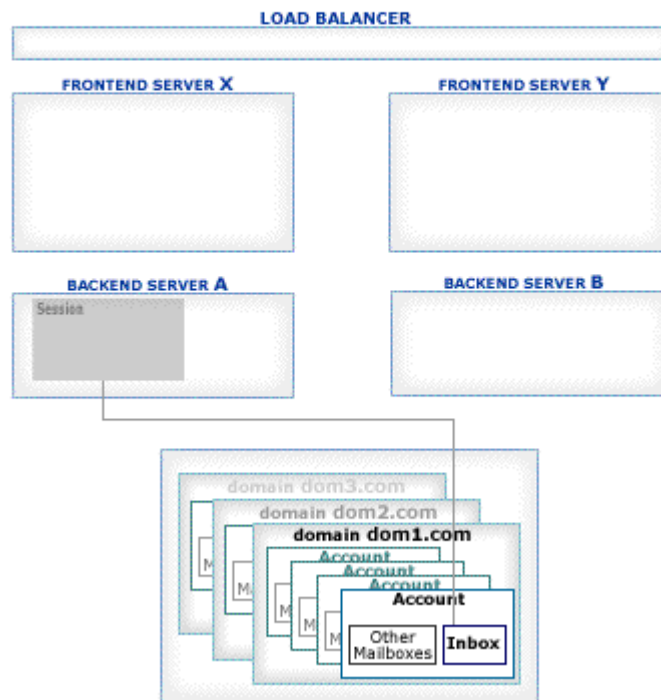 LOAD BALANCER
FRONTEND SERVER X
FRONTEND SERVER Y
BACKEND SERVER A
BACKEND SERVER B
Session
domain dom3.com
domain dom2.com
domain dom1.com
Account
Account
Account
Account
M
Ma
M
M
M
Other
Mailboxes
Inbox